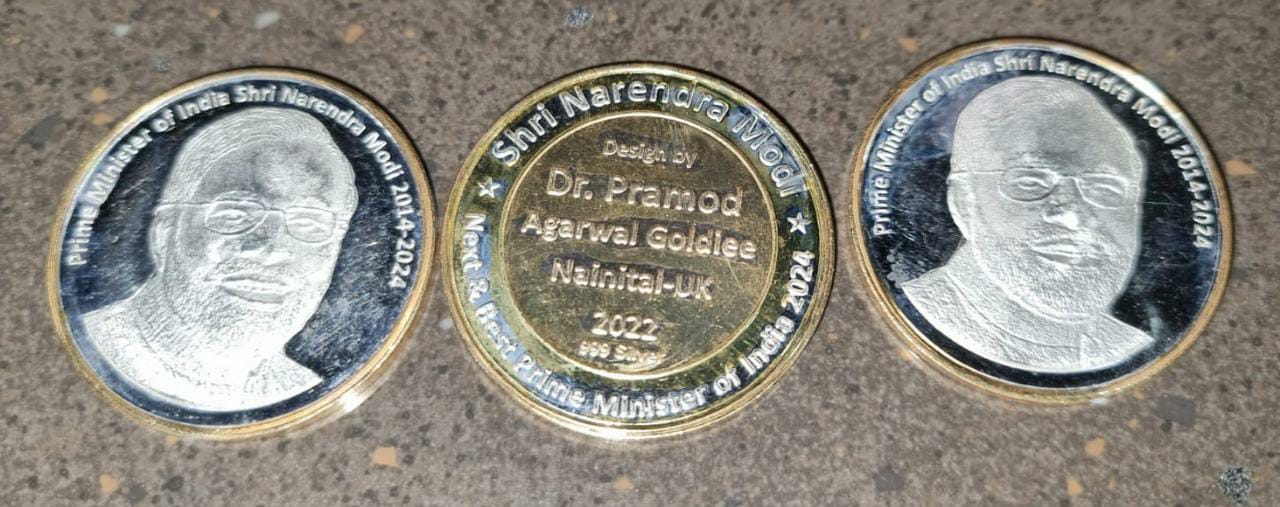 Prime Minister of India Shri Narendra Modi 2014-2024
Shri Narendra Modi
Design by
Dr. Pramod
Agarwal Goldlee
Nainital-UK
2022
999 Silver
Next & Best Prime Minister of India 2024
Prime Minister of India Shri Narendra Modi 2014-2024